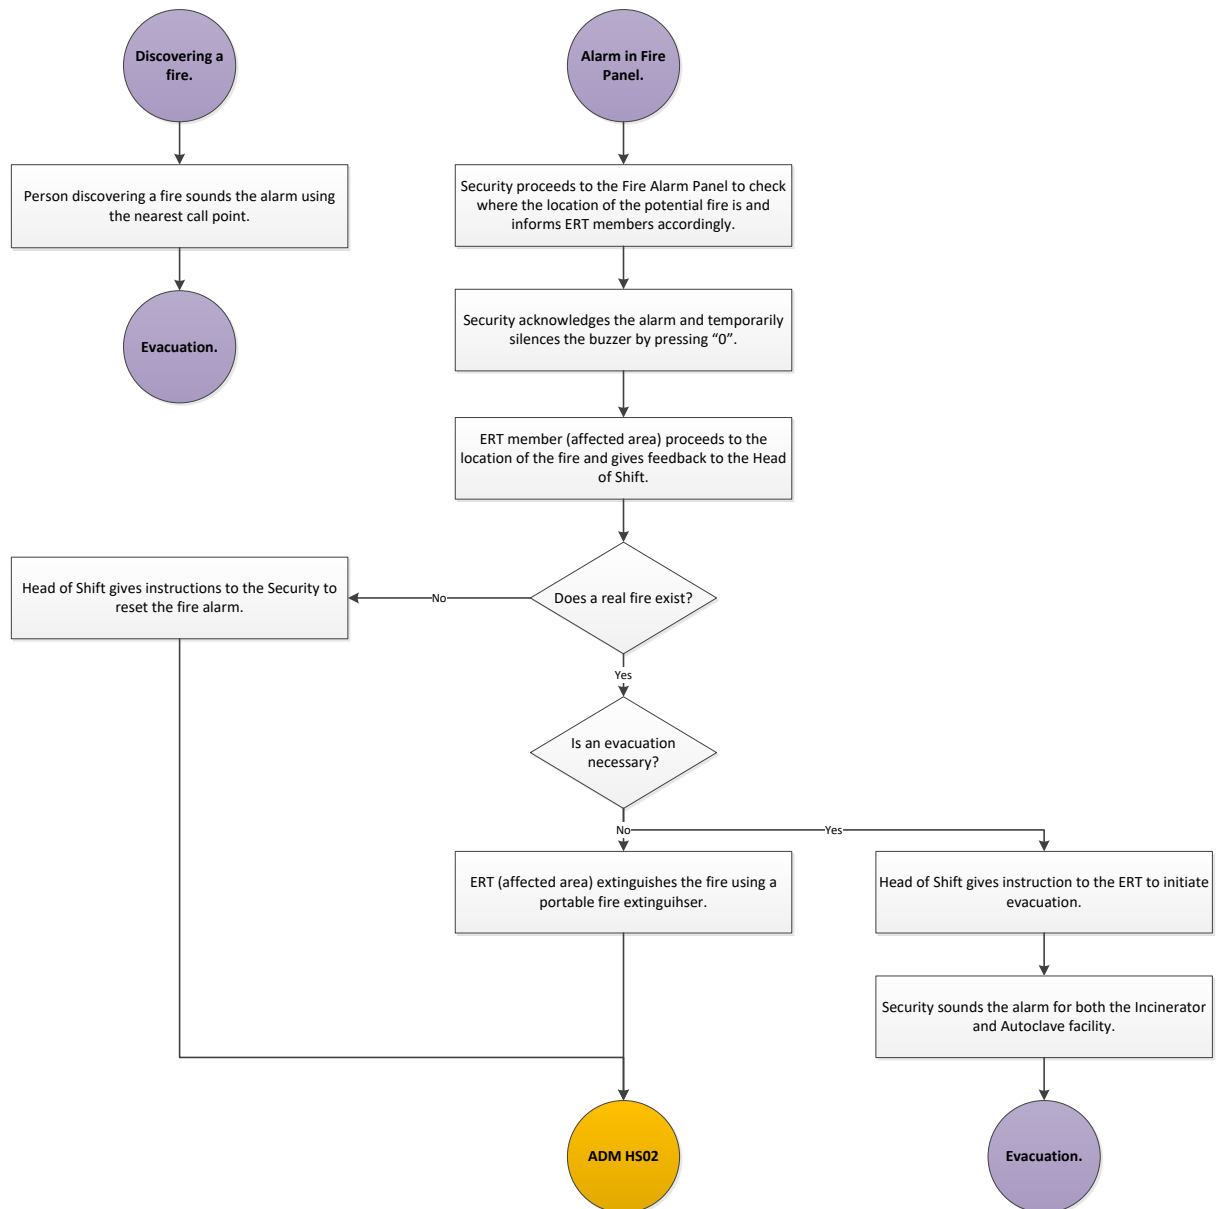 Discovering a
fire.
Person discovering a fire sounds the alarm using
the nearest call point.
Evacuation.
Alarm in Fire
Panel.
Security proceeds to the Fire Alarm Panel to check
where the location of the potential fire is and
informs ERT members accordingly.
Security acknowledges the alarm and temporarily
silences the buzzer by pressing “0”.
ERT member (affected area) proceeds to the
location of the fire and gives feedback to the Head
of Shift.
Does a real fire exist?
No
Head of Shift gives instructions to the Security to
reset the fire alarm.
Yes
Is an evacuation
necessary?
No
Yes
ERT (affected area) extinguishes the fire using a
portable fire extinguihser.
Head of Shift gives instruction to the ERT to initiate
evacuation.
Security sounds the alarm for both the Incinerator
and Autoclave facility.
ADM HS02
Evacuation.